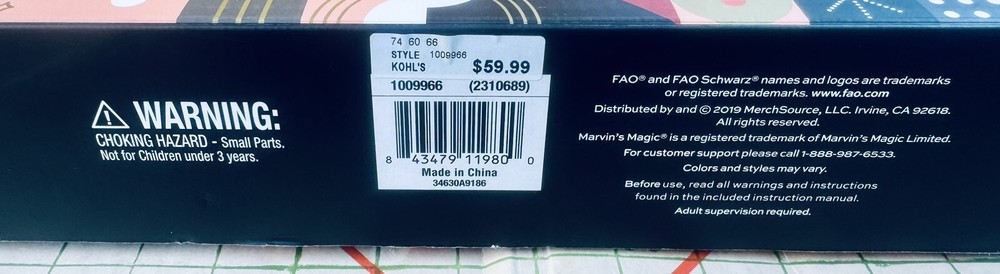 WARNING:
CHOKING HAZARD - Small Parts.
Not for Children under 3 years.
74 60 66
STYLE 1009966
KOHL'S $59.99
1009966 (2310689)
8 43479 11980 0
Made in China
34630A9186
FAO® and FAO Schwarz® names and logos are trademarks
or registered trademarks. www.fao.com
Distributed by and © 2019 MerchSource, LLC. Irvine, CA 92618.
All rights reserved.
Marvin's Magic® is a registered trademark of Marvin's Magic Limited.
For customer support please call 1-888-987-6533.
Colors and styles may vary.
Before use, read all warnings and instructions
found in the included instruction manual.
Adult supervision required.